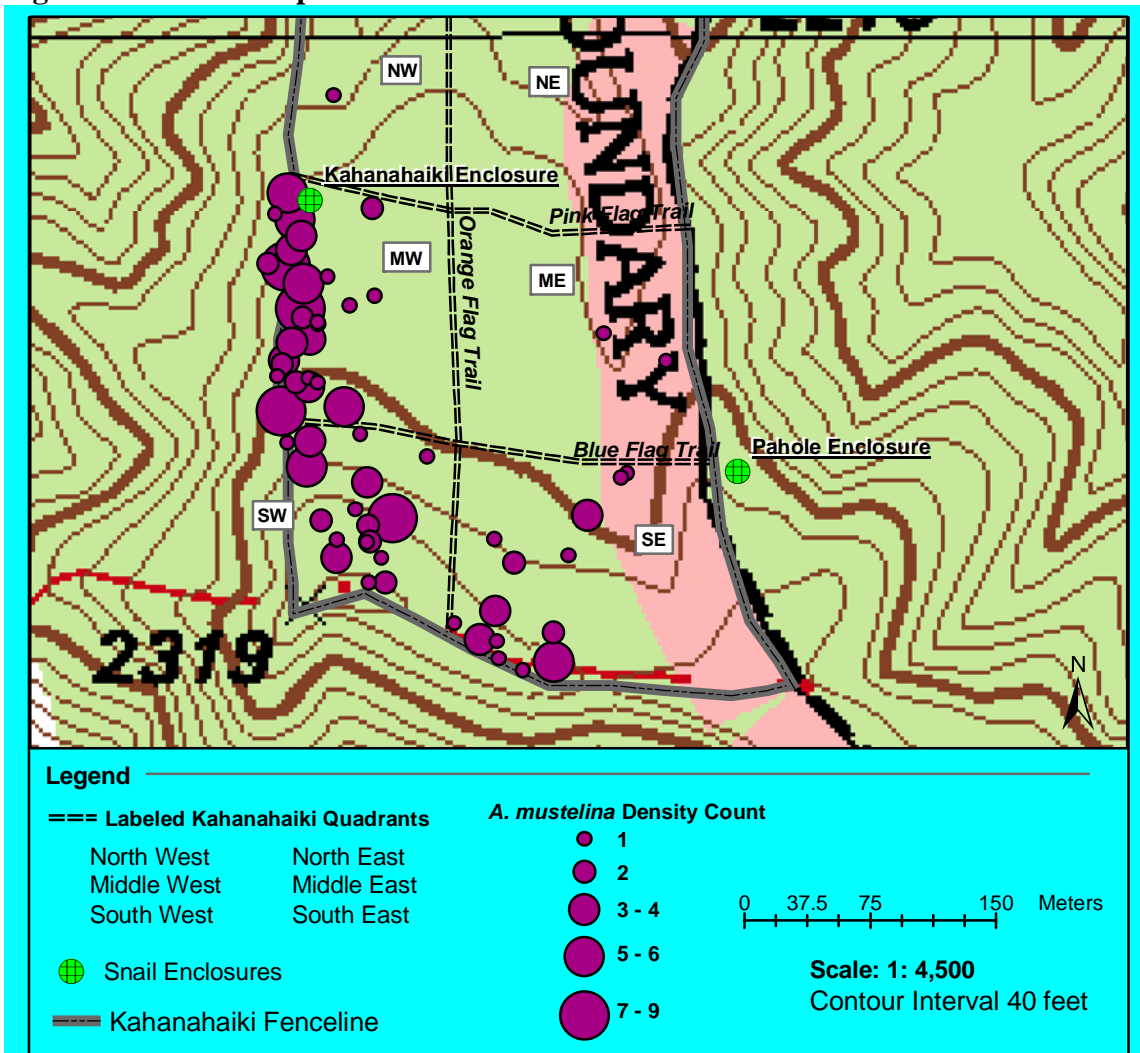 NW
NE
BOUNDARY
Kahanahaiki Enclosure
Pink Flag Trail
Orange Flag Trail
MW
ME
Blue Flag Trail
Pahole Enclosure
SW
SE
2319
N
Legend
Labeled Kahanahaiki Quadrants
North West North East
Middle West Middle East
South West South East
Snail Enclosures
Kahanahaiki Fenceline
A. mustelina Density Count
1
2
3 - 4
5 - 6
7 - 9
0 37.5 75 150 Meters
Scale: 1: 4,500
Contour Interval 40 feet